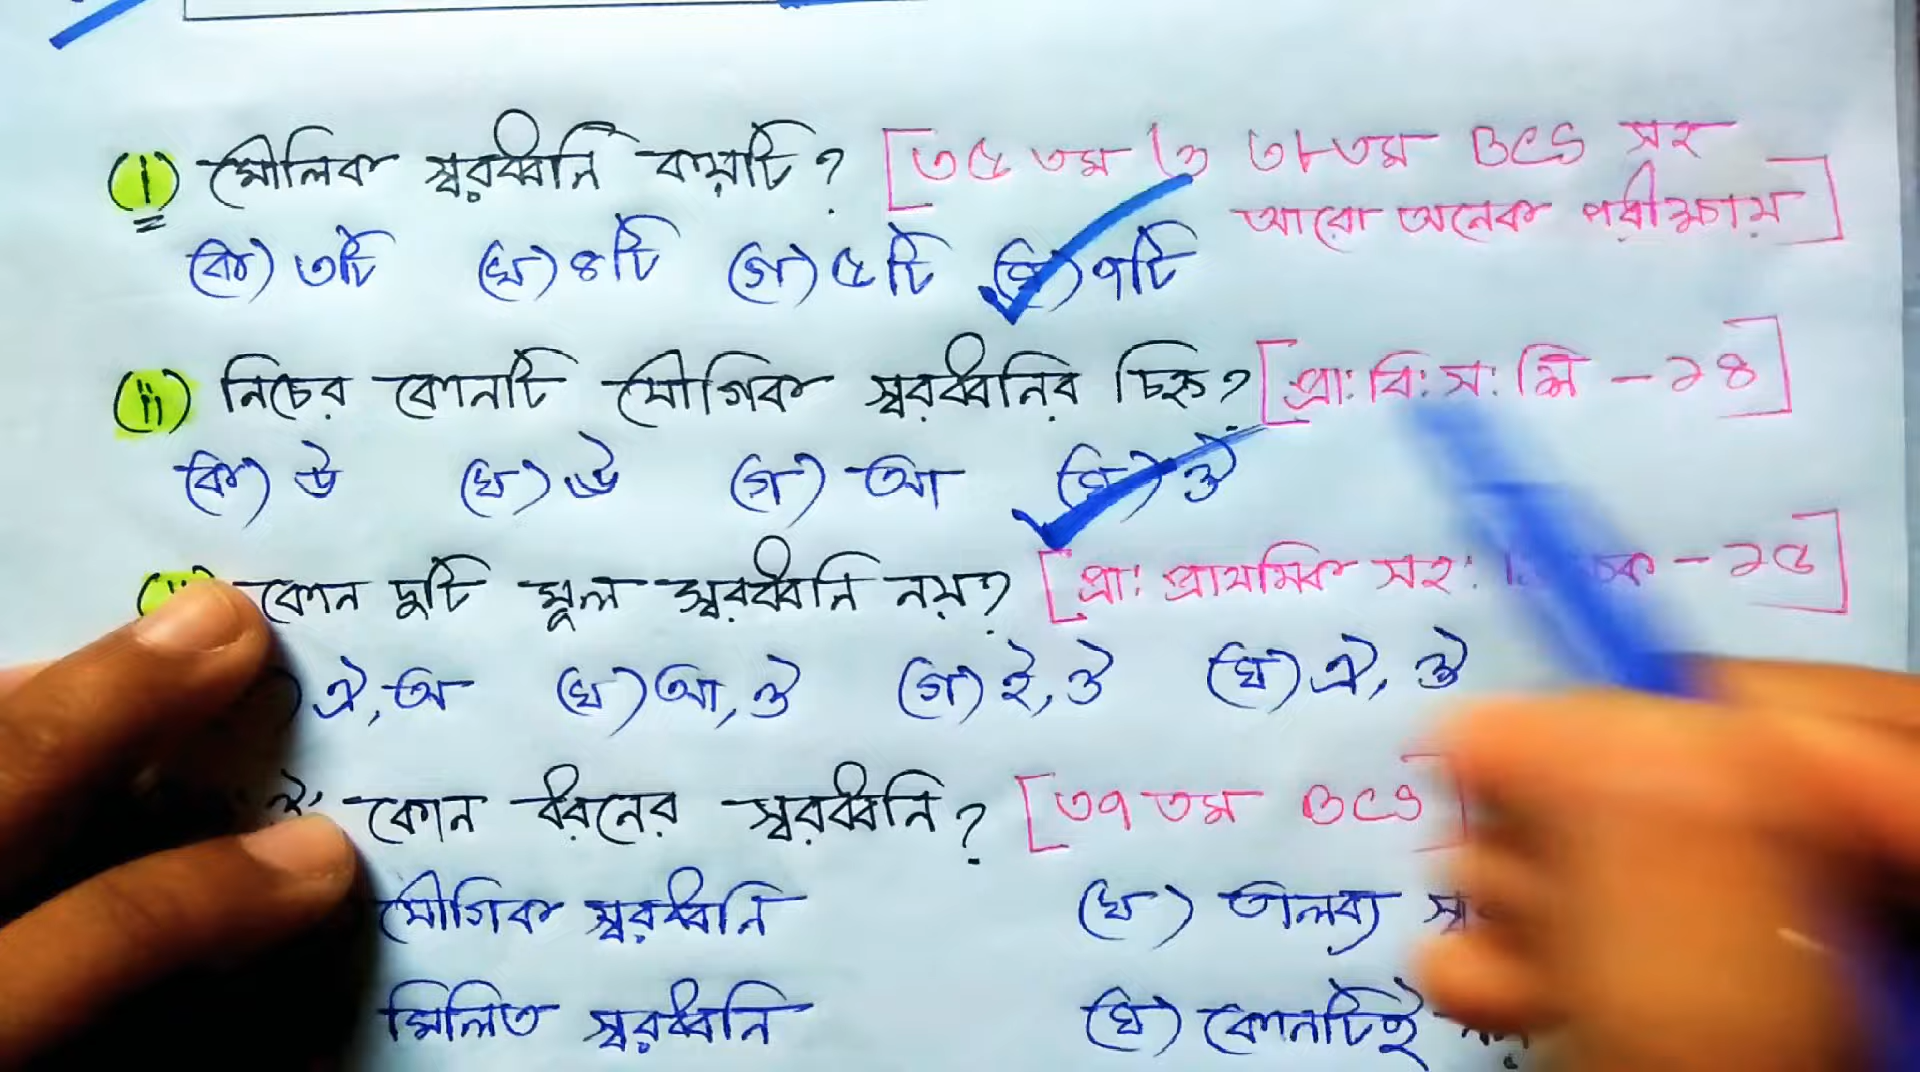 (i) মৌলিক স্বরধ্বনি কয়টি? [৩৫ তম ও ৩৮তম BCS সহ
আরো অনেক পরীক্ষায়]
(ক) ৩টি (খ) ৪টি (গ) ৫টি (ঘ) ৭টি
(ii) নিচের কোনটি যৌগিক স্বরধ্বনির চিহ্ন? [প্রা: বি: স: শি - ১৪]
(ক) উ (খ) ঊ (গ) আ (ঘ) ঔ
কোন দুটি মূল স্বরধ্বনি নয়? [প্রা: প্রাথমিক সহ: - ১৫]
ঐ, অ (খ) আ, ঔ (গ) ই, ঔ (ঘ) ঐ, ঔ
কোন ধরনের স্বরধ্বনি? [৩৭ তম BCS]
যৌগিক স্বরধ্বনি (খ) তালব্য
মিলিত স্বরধ্বনি (ঘ) কোনটিই